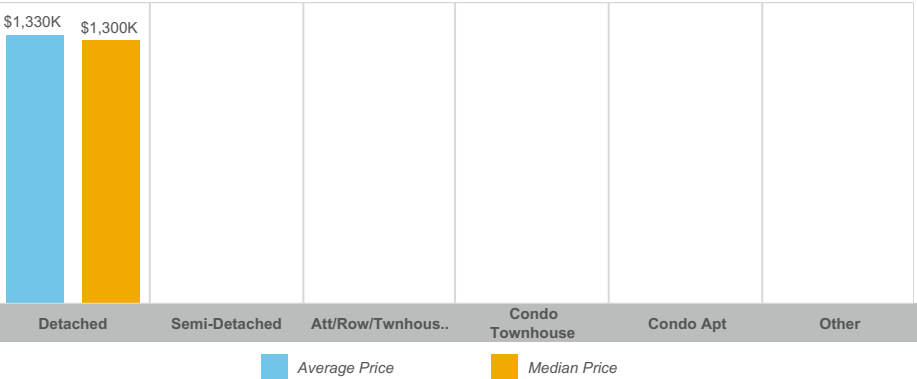 $1,330K
$1,300K
Detached
Semi-Detached
Att/Row/Twnhous..
Condo
Townhouse
Condo Apt
Other
Average Price
Median Price